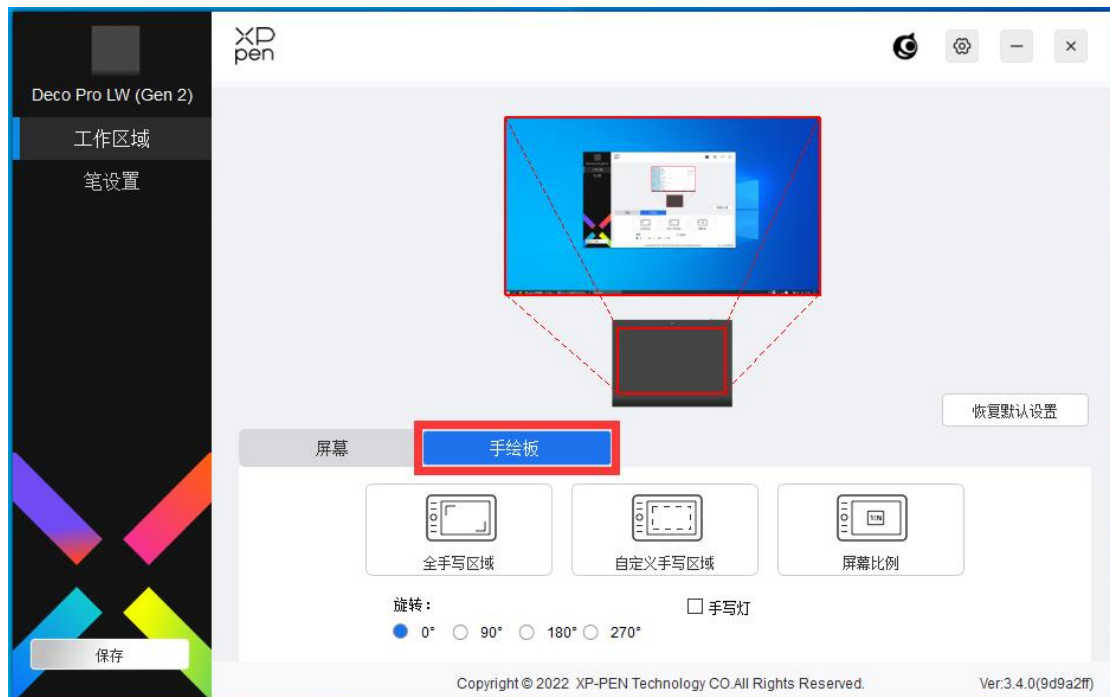 XP
pen
Deco Pro LW (Gen 2)
工作区域
笔设置
恢复默认设置
屏幕
手绘板
全手写区域
自定义手写区域
1:N
屏幕比例
旋转：
手写灯
0° 90° 180° 270°
保存
Copyright © 2022 XP-PEN Technology CO.All Rights Reserved.
Ver:3.4.0(9d9a2ff)